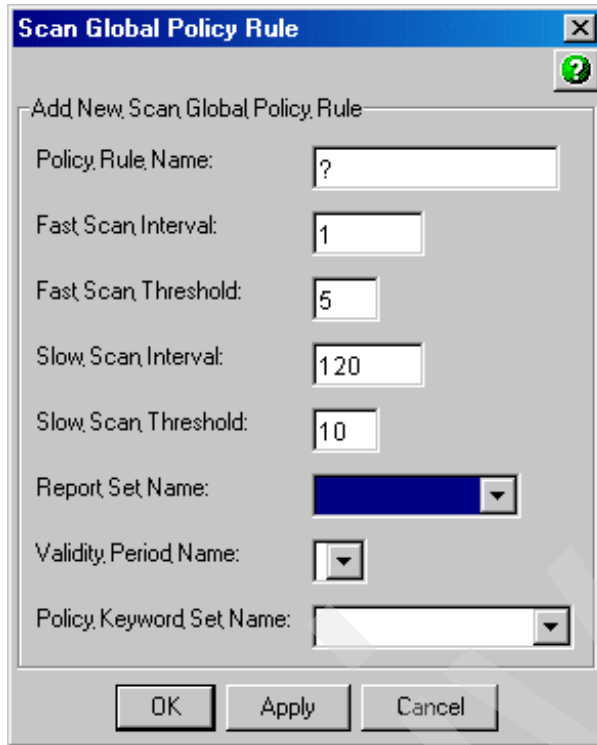 Scan Global Policy Rule
Add New Scan Global Policy Rule
Policy Rule Name: ?
Fast Scan Interval: 1
Fast Scan Threshold: 5
Slow Scan Interval: 120
Slow Scan Threshold: 10
Report Set Name:
Validity Period Name:
Policy Keyword Set Name:
OK Apply Cancel